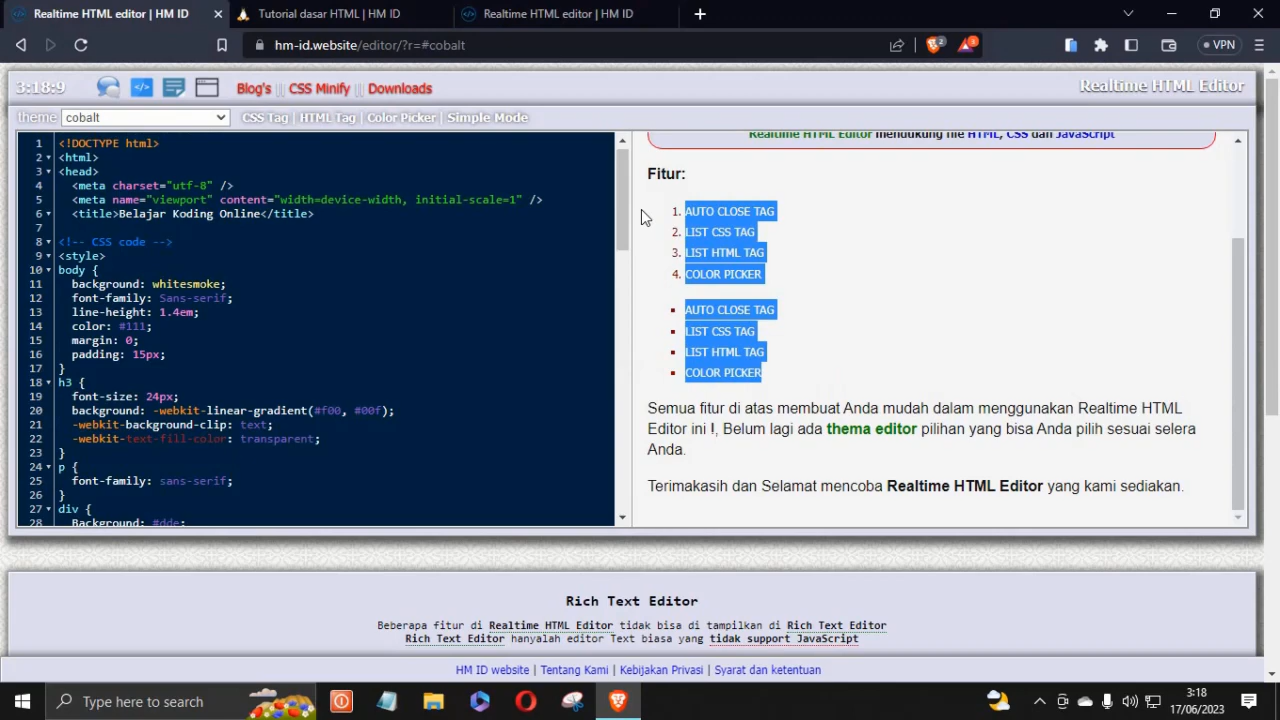 Realtime HTML editor | HM ID
Tutorial dasar HTML | HM ID
Realtime HTML editor | HM ID
hm-id.website/editor/?r=#cobalt
2
3
VPN
3:18:9
Blog's || CSS Minify || Downloads
Realtime HTML Editor
theme cobalt
CSS Tag | HTML Tag | Color Picker | Simple Mode
1 <!DOCTYPE html>
2 <html>
3 <head>
4 <meta charset="utf-8" />
5 <meta name="viewport" content="width=device-width, initial-scale=1" />
6 <title>Belajar Koding Online</title>
7
8 <!-- CSS code -->
9 <style>
10 body {
11 background: whitesmoke;
12 font-family: Sans-serif;
13 line-height: 1.4em;
14 color: #111;
15 margin: 0;
16 padding: 15px;
17 }
18 h3 {
19 font-size: 24px;
20 background: -webkit-linear-gradient(#f00, #00f);
21 -webkit-background-clip: text;
22 -webkit-text-fill-color: transparent;
23 }
24 p {
25 font-family: sans-serif;
26 }
27 div {
28 Background: #dde;
Realtime HTML Editor mendukung file HTML, CSS dan JavaScript
Fitur:
1. AUTO CLOSE TAG
2. LIST CSS TAG
3. LIST HTML TAG
4. COLOR PICKER
▪ AUTO CLOSE TAG
▪ LIST CSS TAG
▪ LIST HTML TAG
▪ COLOR PICKER
Semua fitur di atas membuat Anda mudah dalam menggunakan Realtime HTML
Editor ini !, Belum lagi ada thema editor pilihan yang bisa Anda pilih sesuai selera
Anda.
Terimakasih dan Selamat mencoba Realtime HTML Editor yang kami sediakan.
Rich Text Editor
Beberapa fitur di Realtime HTML Editor tidak bisa di tampilkan di Rich Text Editor
Rich Text Editor hanyalah editor Text biasa yang tidak support JavaScript
HM ID website | Tentang Kami | Kebijakan Privasi | Syarat dan ketentuan
Type here to search
3:18
17/06/2023